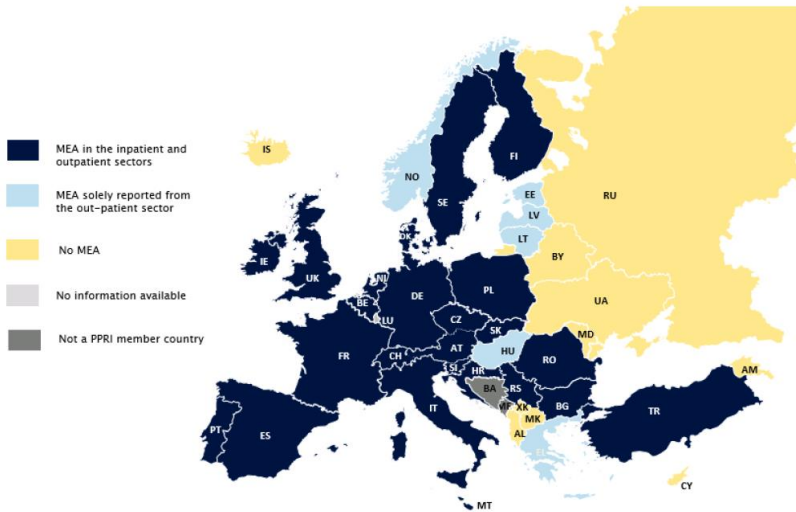 MEA in the inpatient and
outpatient sectors
MEA solely reported from
the out-patient sector
No MEA
No information available
Not a PPRI member country
IS
FI
NO
SE
RU
EE
LV
LT
DK
BY
IE
UK
NL
DE
PL
BE
LU
CZ
UA
SK
MD
FR
CH
AT
HU
RO
SI
HR
BA
RS
AM
IT
ME
XK
BG
MK
TR
PT
ES
AL
EL
CY
MT